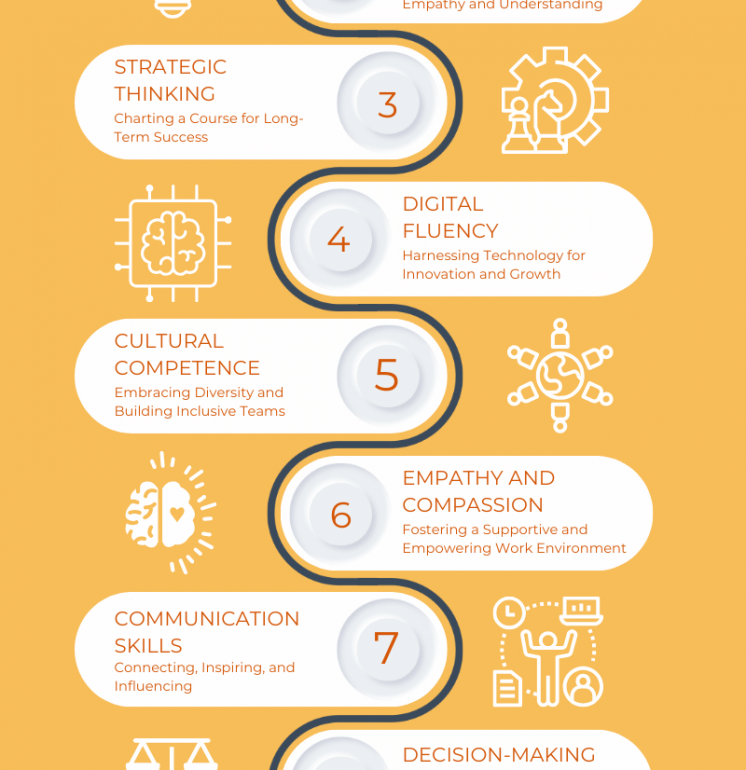 Empathy and Understanding
STRATEGIC
THINKING
Charting a Course for Long-
Term Success
3
DIGITAL
FLUENCY
Harnessing Technology for
Innovation and Growth
4
CULTURAL
COMPETENCE
Embracing Diversity and
Building Inclusive Teams
5
EMPATHY AND
COMPASSION
Fostering a Supportive and
Empowering Work Environment
6
COMMUNICATION
SKILLS
Connecting, Inspiring, and
Influencing
7
DECISION-MAKING